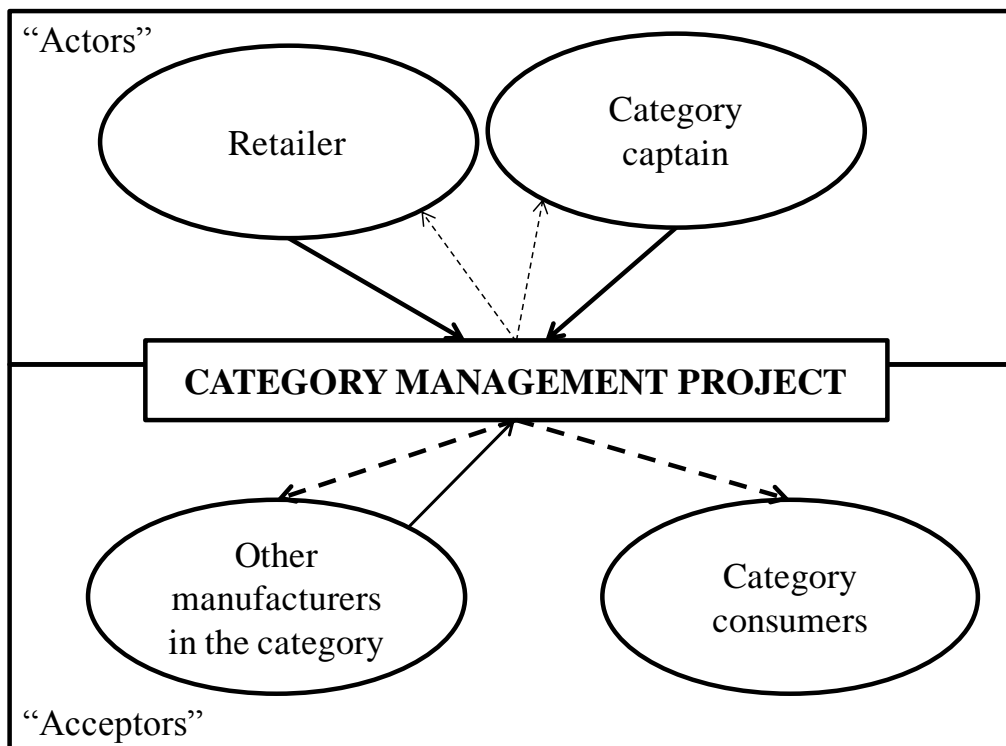 “Actors”
Retailer
Category
captain
CATEGORY MANAGEMENT PROJECT
Other
manufacturers
in the category
Category
consumers
“Acceptors”